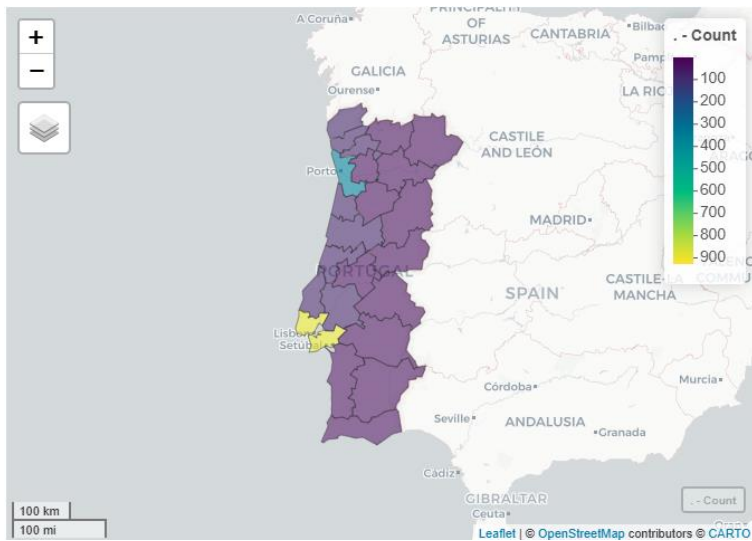 A Coruña
PRINCIPALITY
OF
ASTURIAS
CANTABRIA
Bilbao
GALICIA
Ourense
CASTILE
AND LEÓN
Porto
MADRID
PORTUGAL
SPAIN
CASTILE-LA
MANCHA
Lisbon
Setúbal
Córdoba
Murcia
Seville
ANDALUSIA
Granada
Cádiz
GIBRALTAR
Ceuta
+
−
. - Count
100
200
300
400
500
600
700
800
900
. - Count
100 km
100 mi
Leaflet | © OpenStreetMap contributors © CARTO